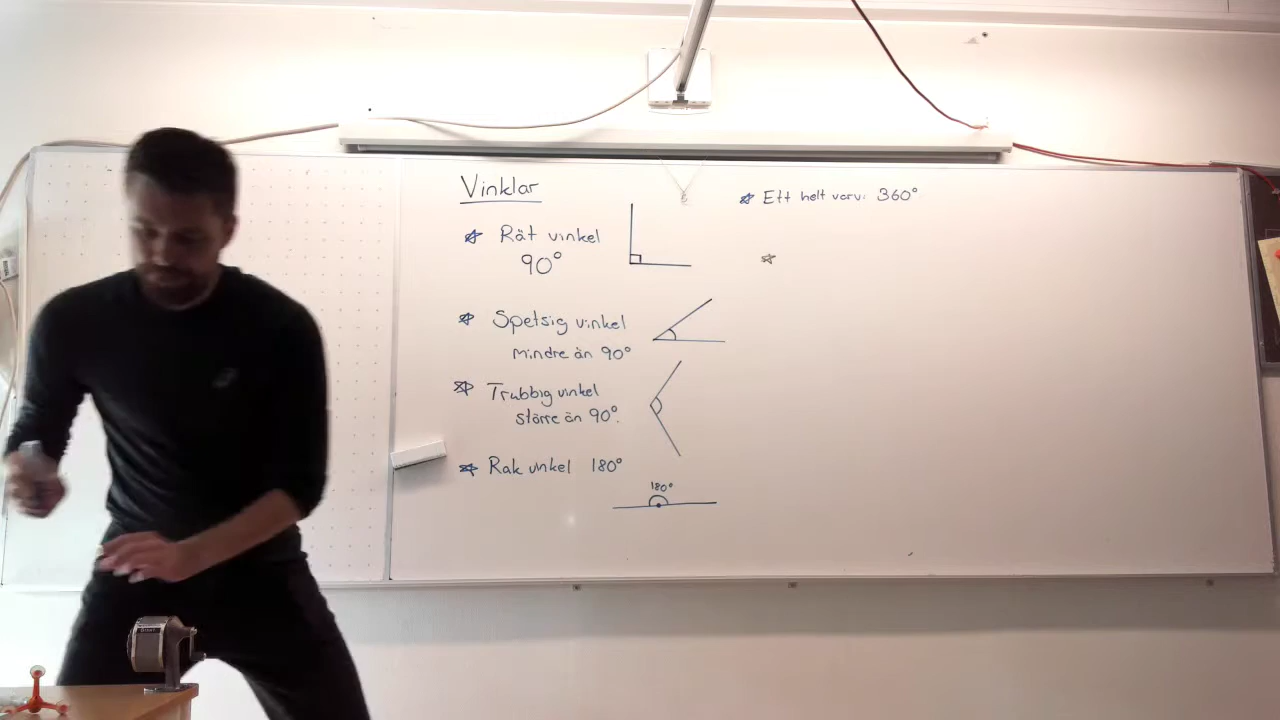 Vinklar
Rät vinkel
90°
Spetsig vinkel
mindre än 90°
Trubbig vinkel
större än 90°.
Rak vinkel 180°
180°
Ett helt varv: 360°